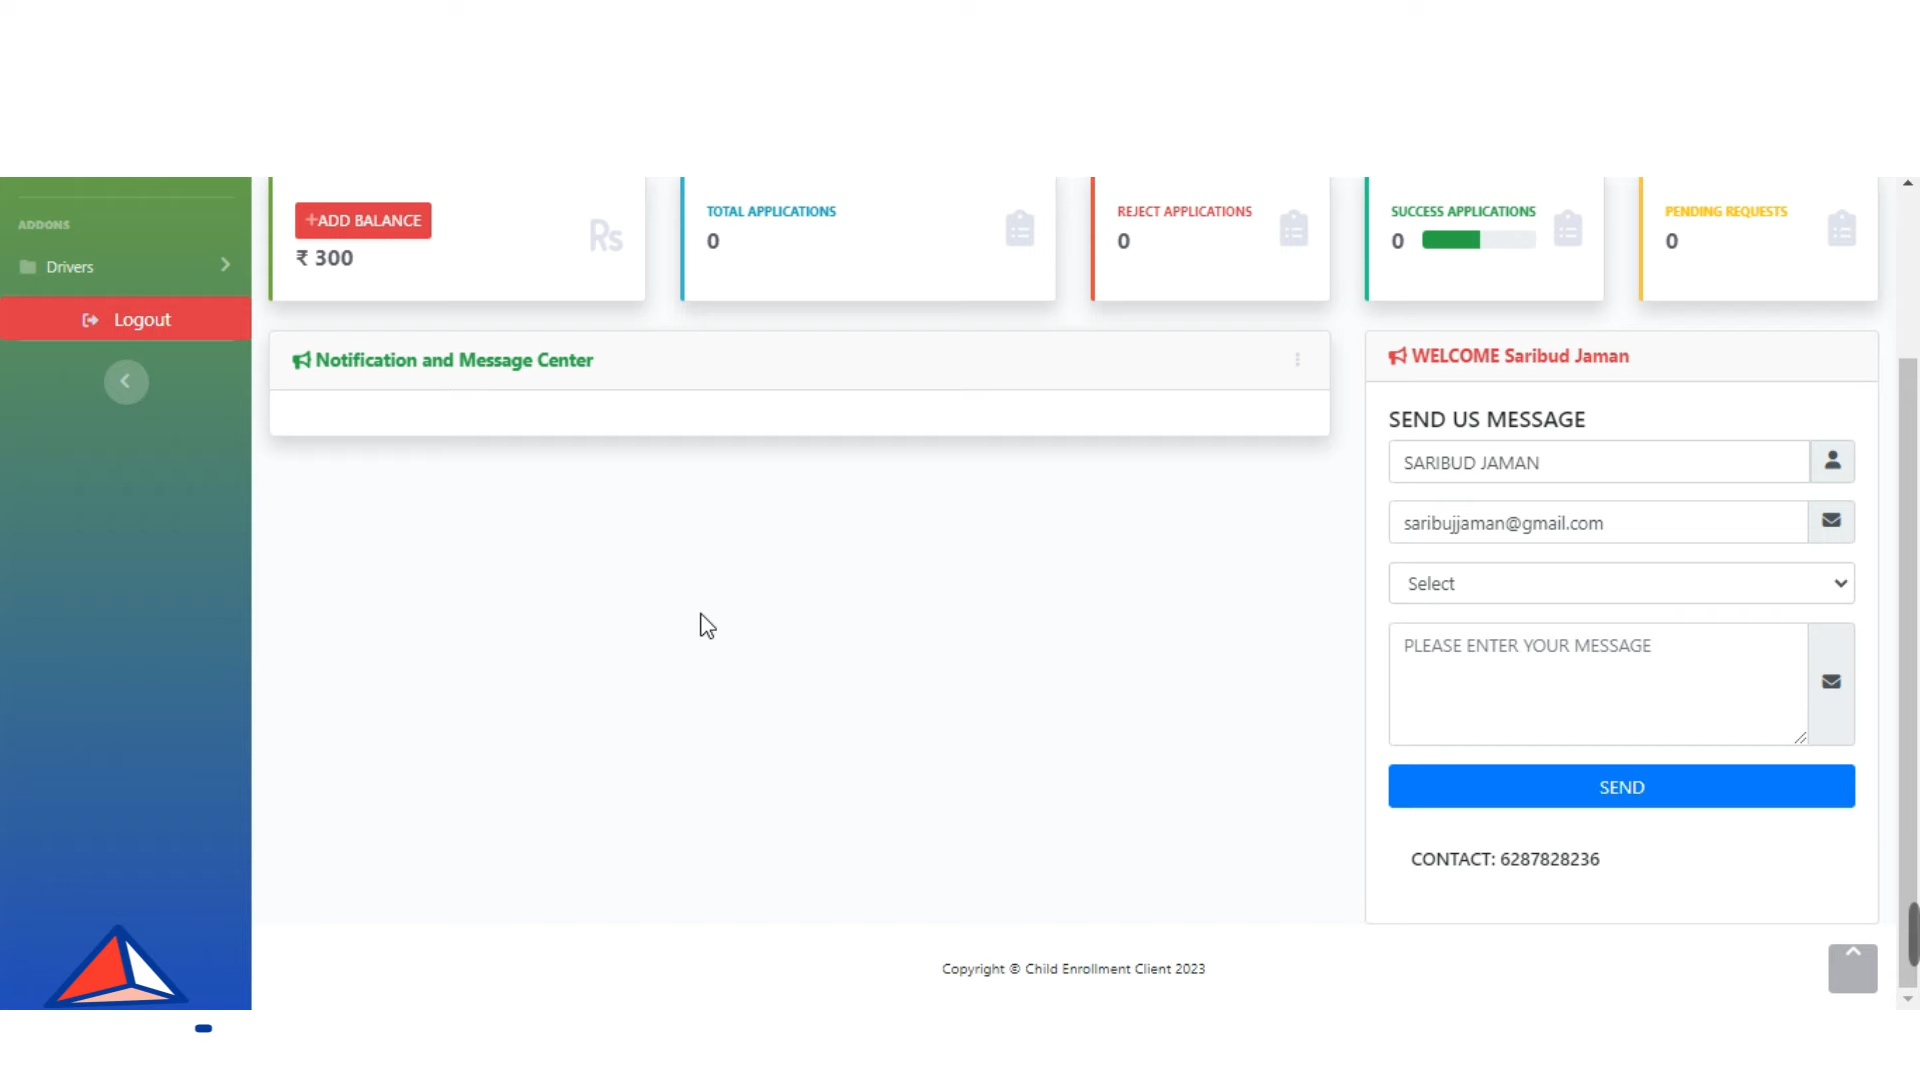 ADDONS
Drivers
Logout
+ADD BALANCE
₹ 300
Rs
TOTAL APPLICATIONS
0
REJECT APPLICATIONS
0
SUCCESS APPLICATIONS
0
PENDING REQUESTS
0
Notification and Message Center
WELCOME Saribud Jaman
SEND US MESSAGE
SARIBUD JAMAN
saribujjaman@gmail.com
Select
PLEASE ENTER YOUR MESSAGE
SEND
CONTACT: 6287828236
Copyright © Child Enrollment Client 2023